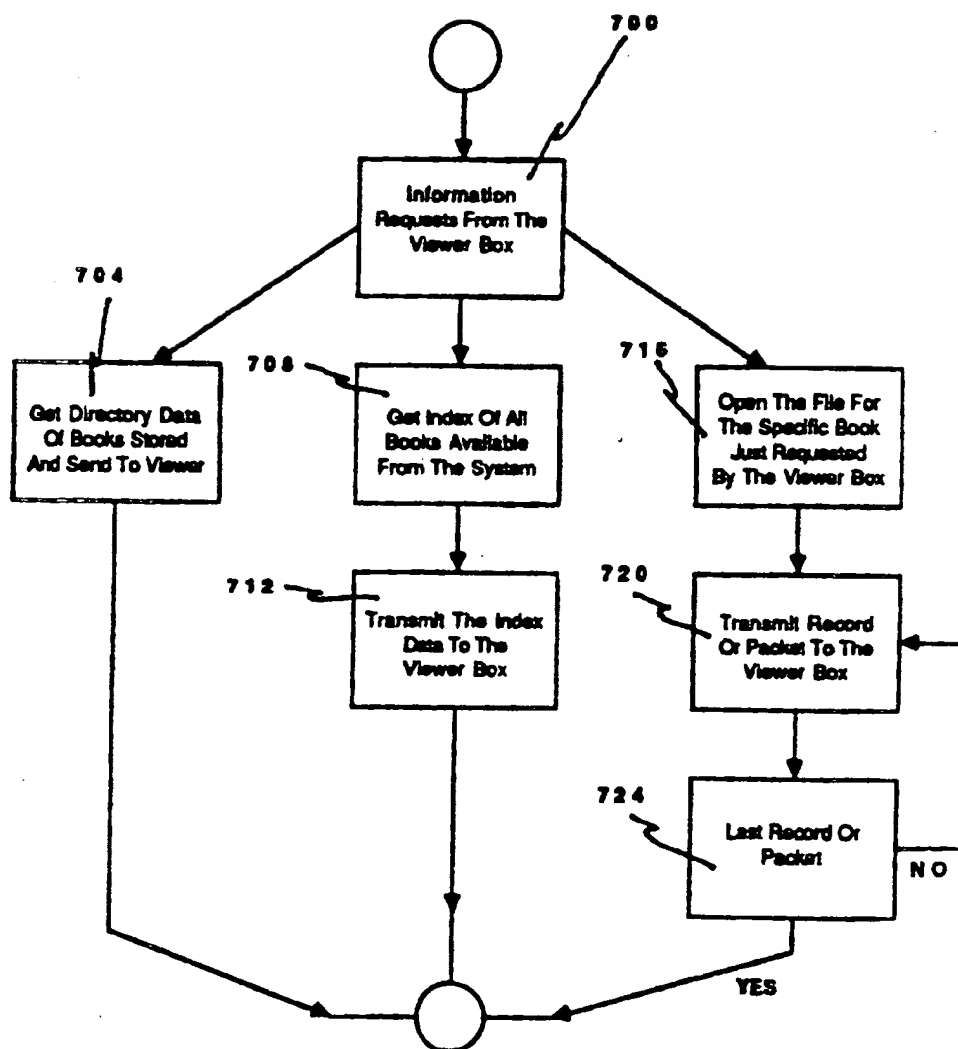 700
Information
Requests From The
Viewer Box
704
Get Directory Data
Of Books Stored
And Send To Viewer
708
Get Index Of All
Books Available
From The System
715
Open The File For
The Specific Book
Just Requested
By The Viewer Box
712
Transmit The Index
Data To The
Viewer Box
720
Transmit Record
Or Packet To The
Viewer Box
724
Last Record Or
Packet
NO
YES